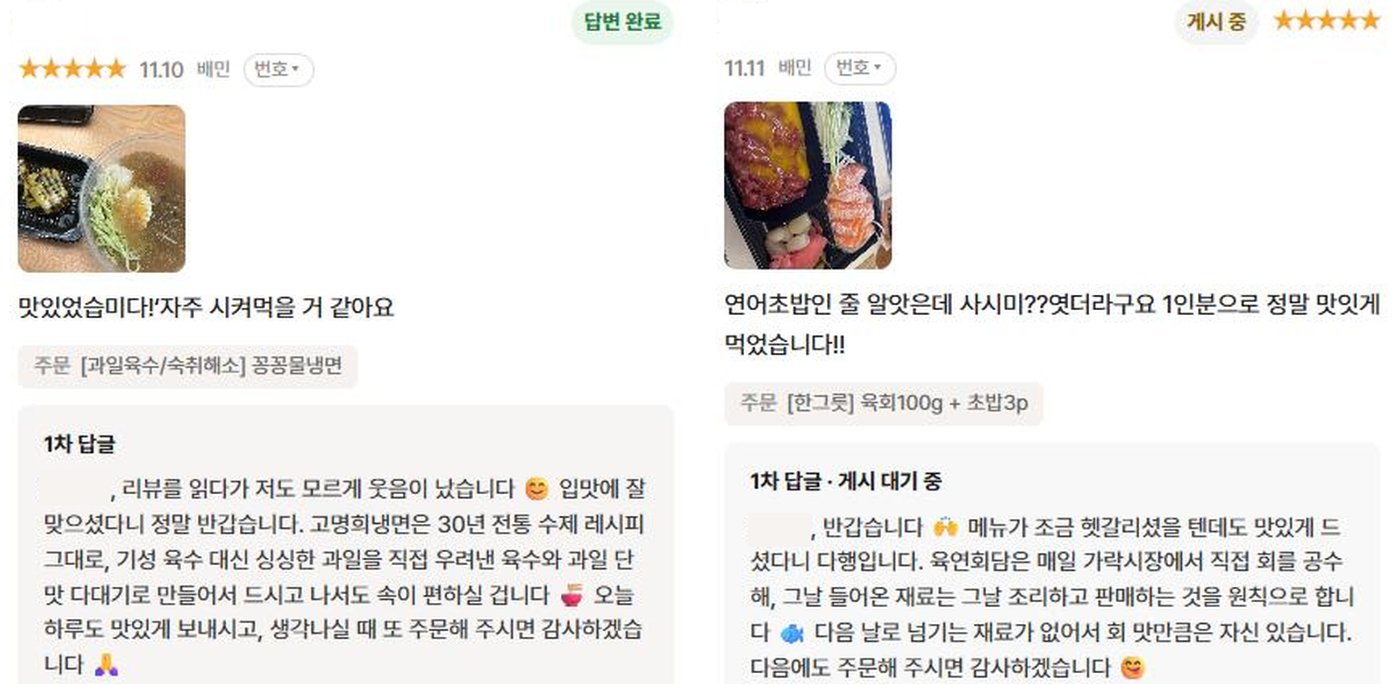 답변 완료
★★★★★ 11.10 배민 번호
맛있었습미다!'자주 시켜먹을 거 같아요
주문 [과일육수/숙취해소] 꽁꽁물냉면
1차 답글
, 리뷰를 읽다가 저도 모르게 웃음이 났습니다 😊 입맛에 잘
맞으셨다니 정말 반갑습니다. 고명희냉면은 30년 전통 수제 레시피
그대로, 기성 육수 대신 싱싱한 과일을 직접 우려낸 육수와 과일 단
맛 다대기로 만들어서 드시고 나서도 속이 편하실 겁니다 🍜 오늘
하루도 맛있게 보내시고, 생각나실 때 또 주문해 주시면 감사하겠습
니다 🙏
게시 중 ★★★★★
11.11 배민 번호
연어초밥인 줄 알앗은데 사시미??엿더라구요 1인분으로 정말 맛잇게
먹었습니다!!
주문 [한그릇] 육회100g + 초밥3p
1차 답글 · 게시 대기 중
, 반갑습니다 🙌 메뉴가 조금 헷갈리셨을 텐데도 맛있게 드
셨다니 다행입니다. 육연회담은 매일 가락시장에서 직접 회를 공수
해, 그날 들어온 재료는 그날 조리하고 판매하는 것을 원칙으로 합니
다 🐟 다음 날로 넘기는 재료가 없어서 회 맛만큼은 자신 있습니다.
다음에도 주문해 주시면 감사하겠습니다 😋